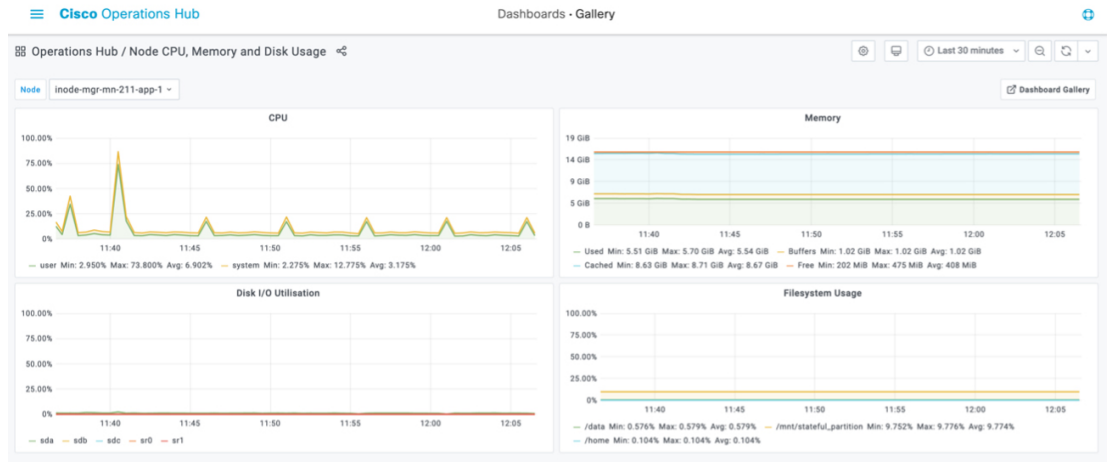 Cisco Operations Hub
Dashboards · Gallery
Operations Hub / Node CPU, Memory and Disk Usage
Last 30 minutes
Node inode-mgr-mn-211-app-1
Dashboard Gallery
CPU
100.00%
75.00%
50.00%
25.00%
0%
11:40 11:45 11:50 11:55 12:00 12:05
user Min: 2.950% Max: 73.800% Avg: 6.902% system Min: 2.275% Max: 12.775% Avg: 3.175%
Memory
19 GiB
14 GiB
9 GiB
5 GiB
0 B
11:40 11:45 11:50 11:55 12:00 12:05
Used Min: 5.51 GiB Max: 5.70 GiB Avg: 5.54 GiB Buffers Min: 1.02 GiB Max: 1.02 GiB Avg: 1.02 GiB
Cached Min: 8.63 GiB Max: 8.71 GiB Avg: 8.67 GiB Free Min: 202 MiB Max: 475 MiB Avg: 408 MiB
Disk I/O Utilisation
100.00%
75.00%
50.00%
25.00%
0%
11:40 11:45 11:50 11:55 12:00 12:05
sda sdb sdc sr0 sr1
Filesystem Usage
100.00%
75.00%
50.00%
25.00%
0%
11:40 11:45 11:50 11:55 12:00 12:05
/data Min: 0.576% Max: 0.579% Avg: 0.579% /mnt/stateful_partition Min: 9.752% Max: 9.776% Avg: 9.774%
/home Min: 0.104% Max: 0.104% Avg: 0.104%